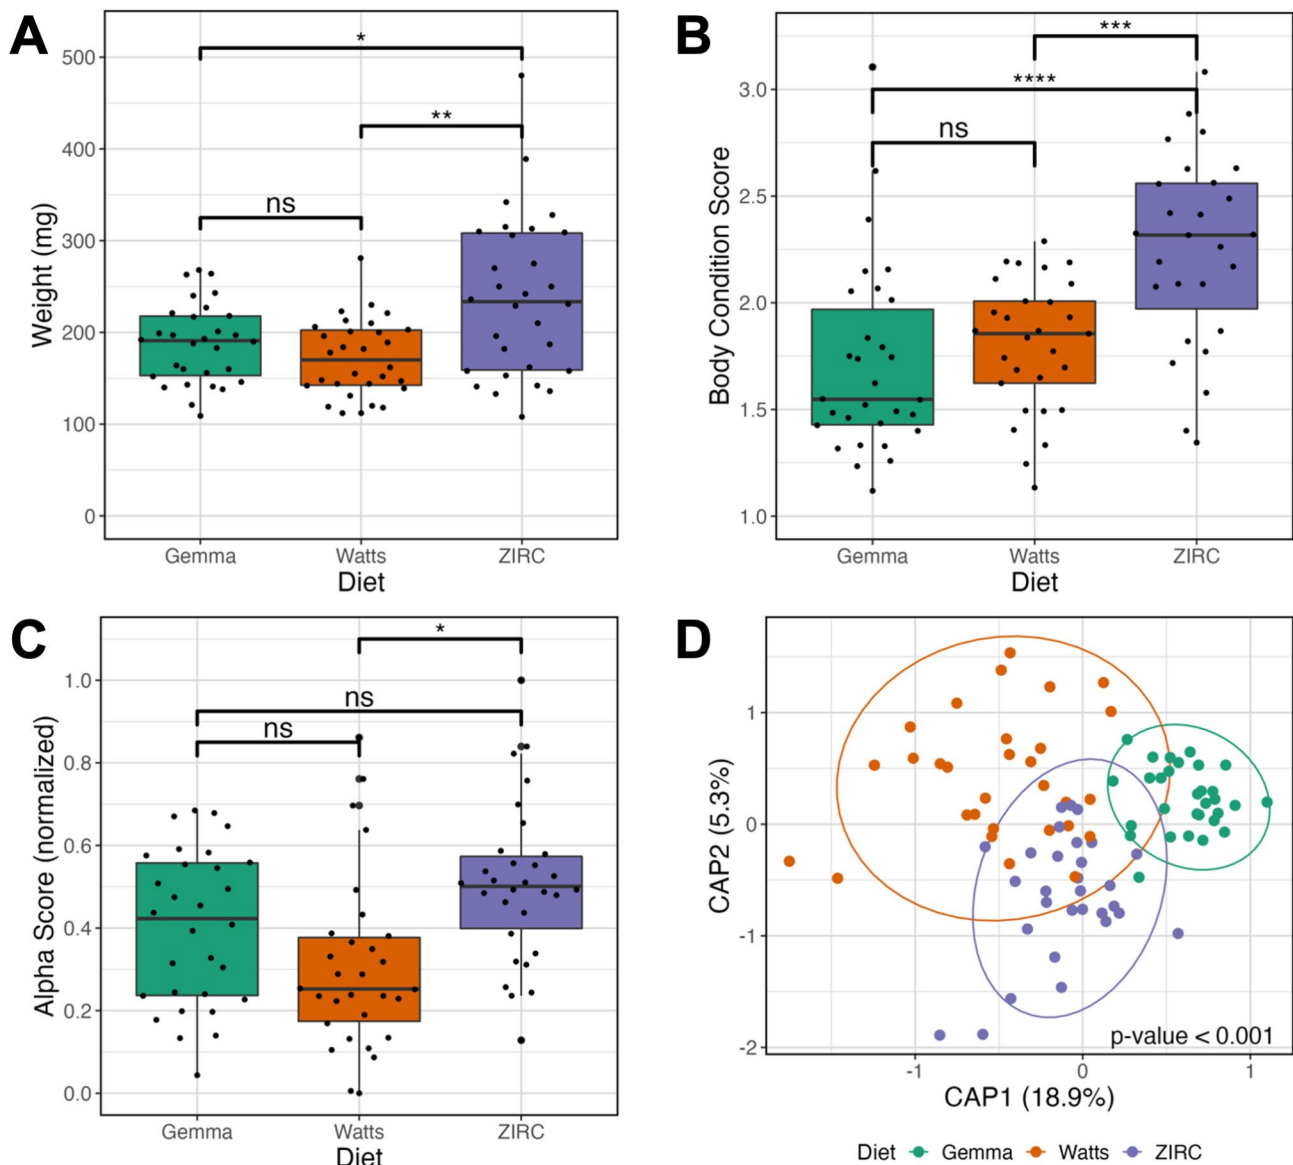 A
Weight (mg)
500
400
300
200
100
0
*
**
ns
Gemma Watts ZIRC
Diet
B
Body Condition Score
3.0
2.5
2.0
1.5
1.0
***
****
ns
Gemma Watts ZIRC
Diet
C
Alpha Score (normalized)
1.0
0.8
0.6
0.4
0.2
0.0
*
ns
ns
Gemma Watts ZIRC
Diet
D
CAP2 (5.3%)
1
0
-1
-2
p-value < 0.001
-1 0 1
CAP1 (18.9%)
Diet Gemma Watts ZIRC